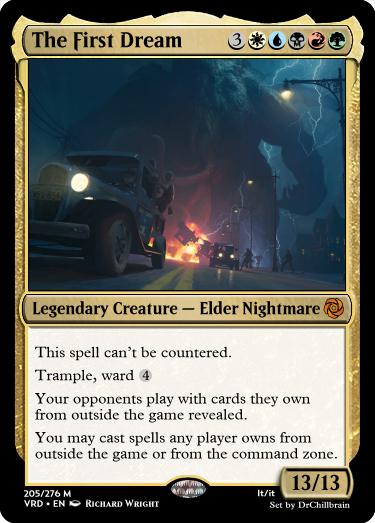 The First Dream 3
Legendary Creature — Elder Nightmare
This spell can't be countered.
Trample, ward 4
Your opponents play with cards they own
from outside the game revealed.
You may cast spells any player owns from
outside the game or from the command zone.
13/13
205/276 M
VRD • EN Richard Wright
It/it
Set by DrChillbrain